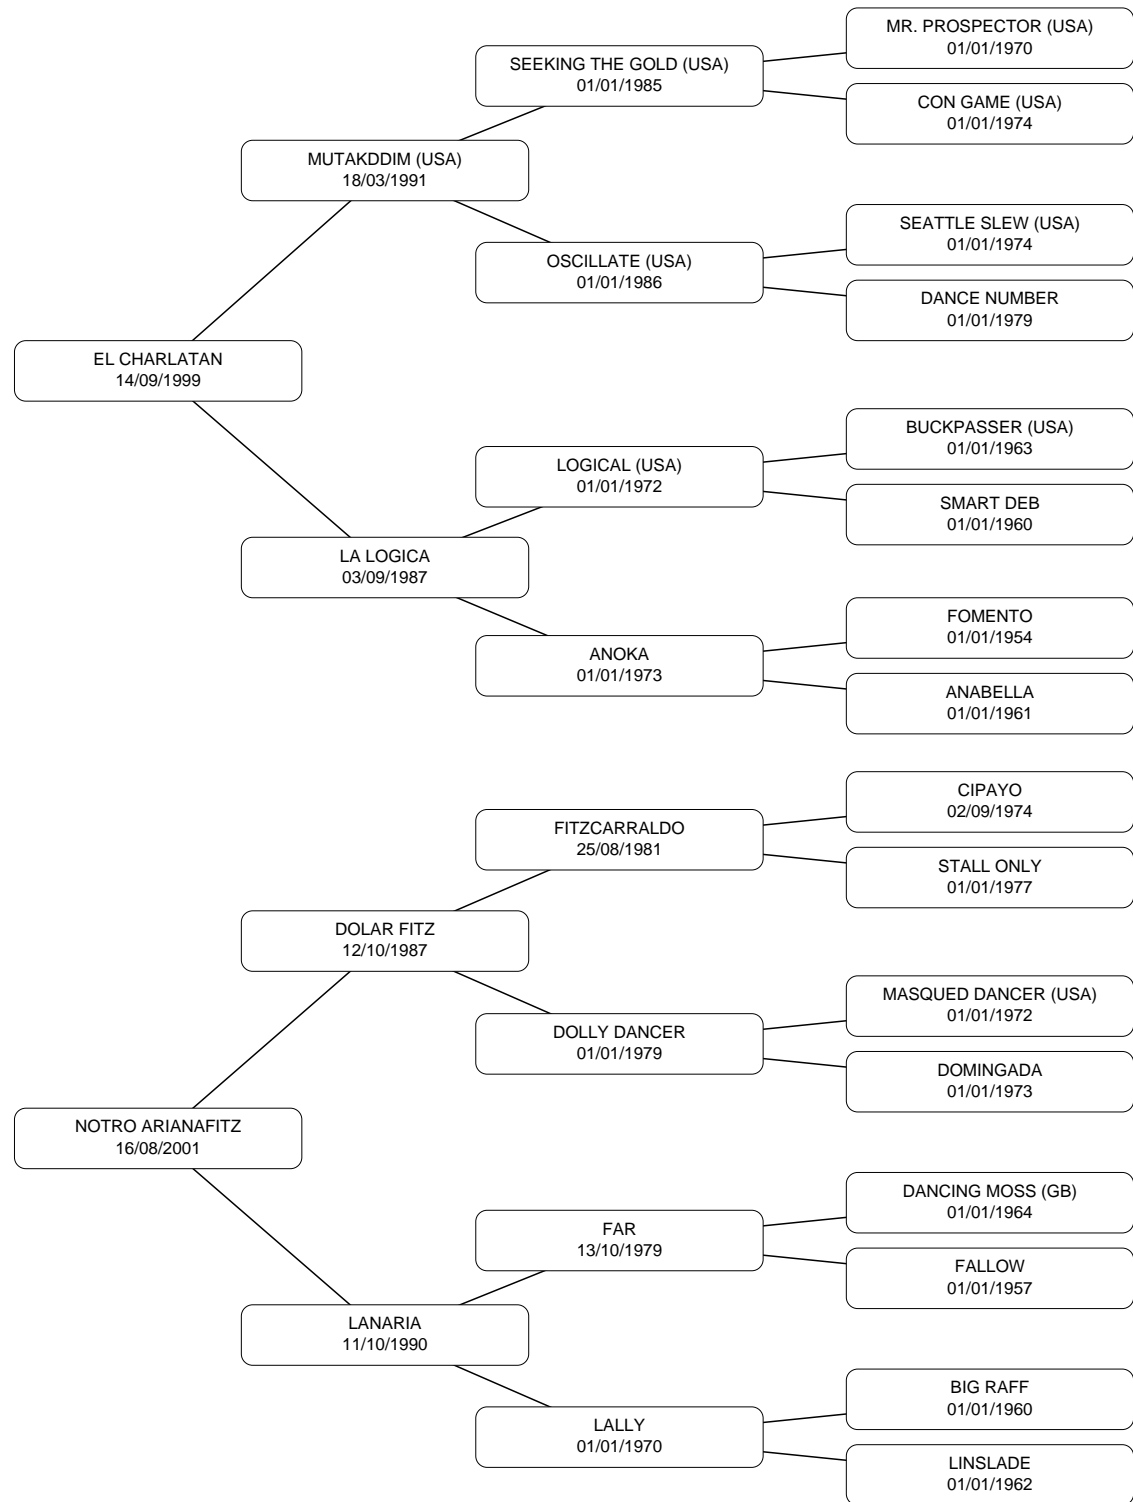 MR. PROSPECTOR (USA)
01/01/1970
SEEKING THE GOLD (USA)
01/01/1985
CON GAME (USA)
01/01/1974
MUTAKDDIM (USA)
18/03/1991
SEATTLE SLEW (USA)
01/01/1974
OSCILLATE (USA)
01/01/1986
DANCE NUMBER
01/01/1979
EL CHARLATAN
14/09/1999
BUCKPASSER (USA)
01/01/1963
LOGICAL (USA)
01/01/1972
SMART DEB
01/01/1960
LA LOGICA
03/09/1987
FOMENTO
01/01/1954
ANOKA
01/01/1973
ANABELLA
01/01/1961
CIPAYO
02/09/1974
FITZCARRALDO
25/08/1981
STALL ONLY
01/01/1977
DOLAR FITZ
12/10/1987
MASQUED DANCER (USA)
01/01/1972
DOLLY DANCER
01/01/1979
DOMINGADA
01/01/1973
NOTRO ARIANAFITZ
16/08/2001
DANCING MOSS (GB)
01/01/1964
FAR
13/10/1979
FALLOW
01/01/1957
LANARIA
11/10/1990
BIG RAFF
01/01/1960
LALLY
01/01/1970
LINSLADE
01/01/1962